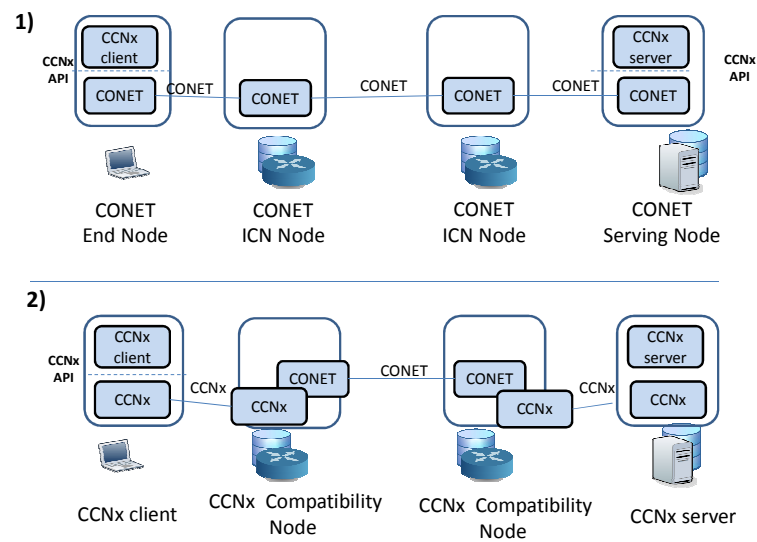 1)
CCNx
client
CCNx
API
CONET
CONET
CONET
CONET
CONET
CONET
CCNx
server
CCNx
API
CONET
CONET
End Node
CONET
ICN Node
CONET
ICN Node
CONET
Serving Node
2)
CCNx
client
CCNx
API
CCNx
CCNx
CONET
CCNx
CONET
CONET
CCNx
CCNx
CCNx
server
CCNx
CCNx client
CCNx Compatibility
Node
CCNx Compatibility
Node
CCNx server